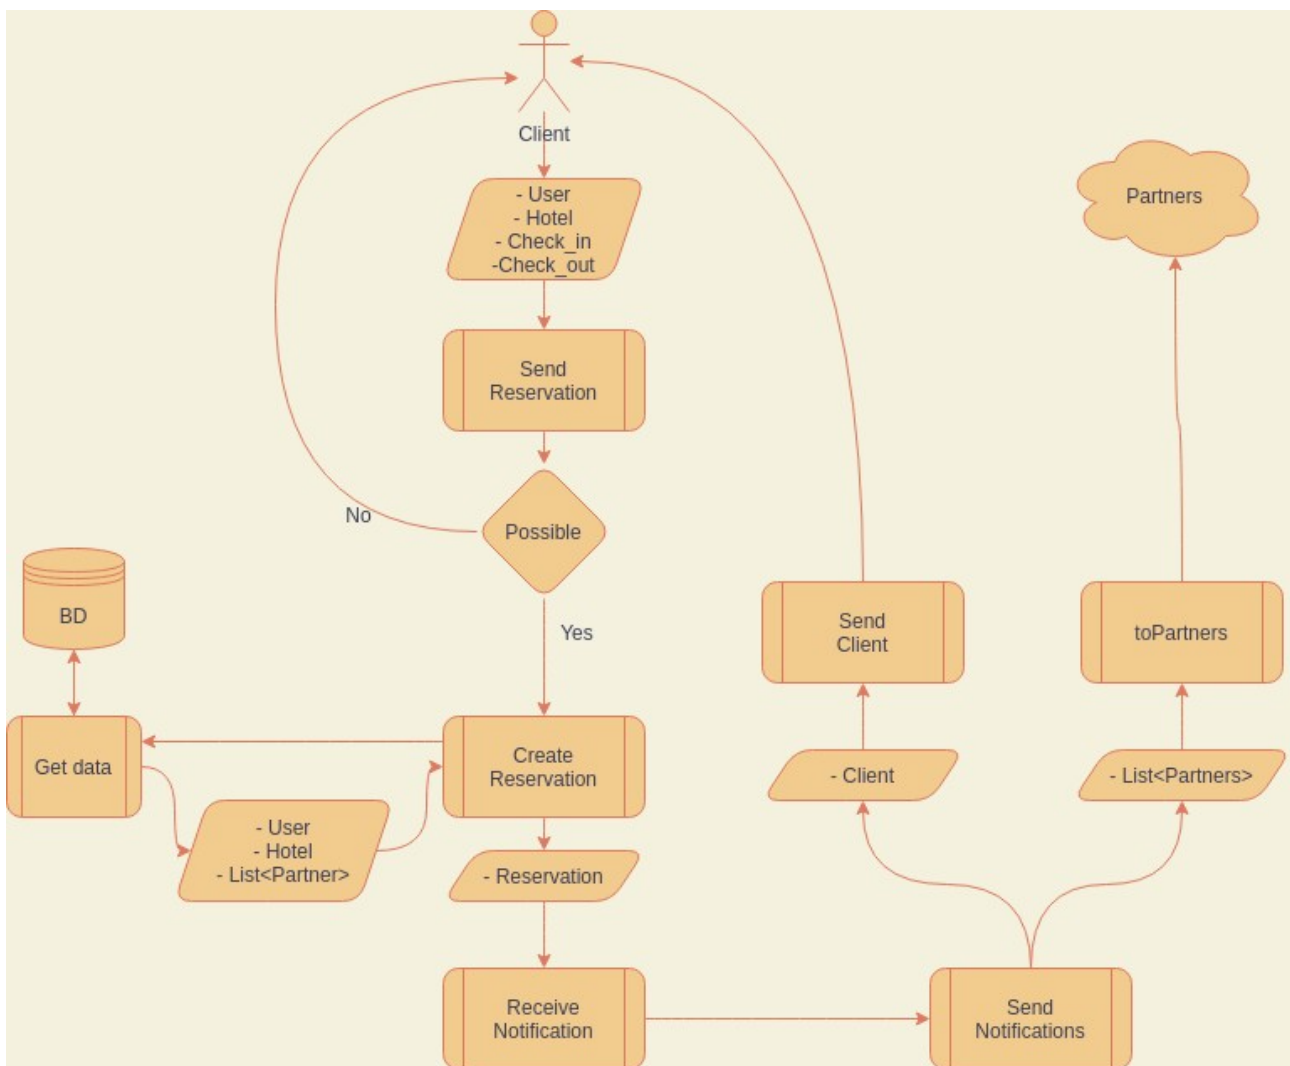 Client
- User
- Hotel
- Check_in
-Check_out
Partners
Send
Reservation
No
Possible
BD
Yes
Send
Client
toPartners
Get data
Create
Reservation
- Client
- List<Partners>
- User
- Hotel
- List<Partner>
- Reservation
Receive
Notification
Send
Notifications